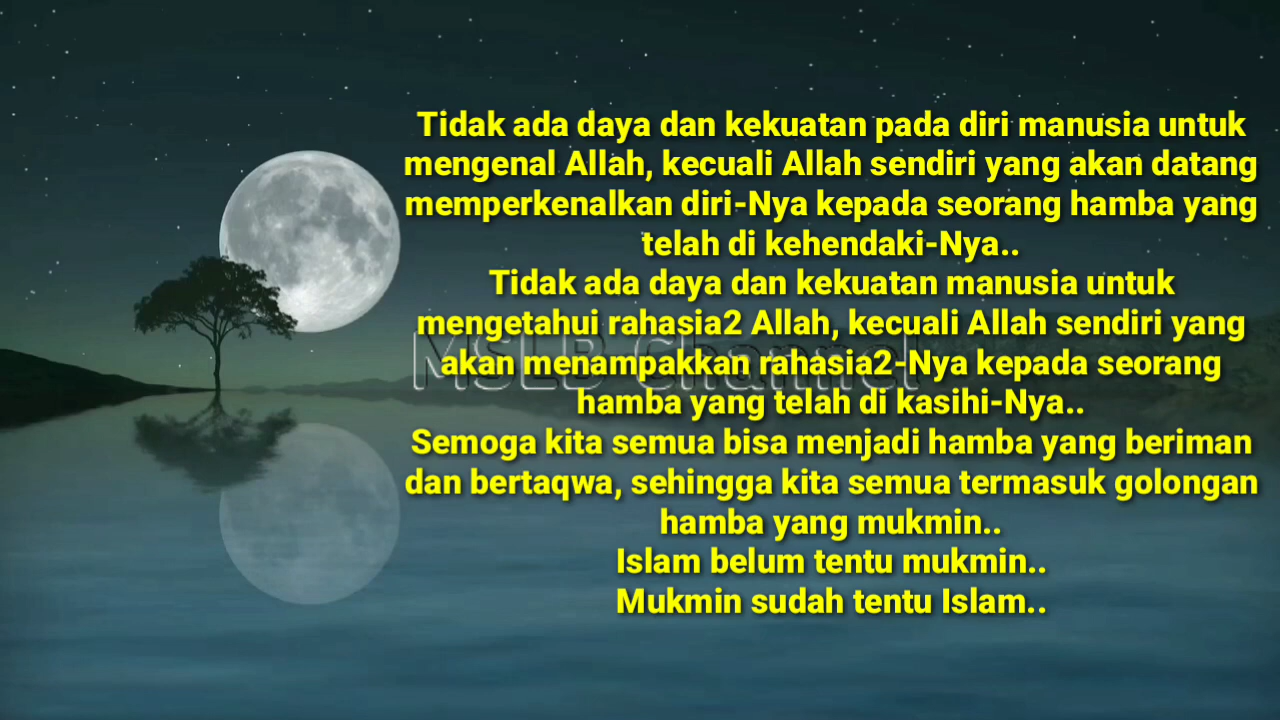 Tidak ada daya dan kekuatan pada diri manusia untuk
mengenal Allah, kecuali Allah sendiri yang akan datang
memperkenalkan diri-Nya kepada seorang hamba yang
telah di kehendaki-Nya..
Tidak ada daya dan kekuatan manusia untuk
mengetahui rahasia2 Allah, kecuali Allah sendiri yang
akan menampakkan rahasia2-Nya kepada seorang
MSLB Channel
hamba yang telah di kasihi-Nya..
Semoga kita semua bisa menjadi hamba yang beriman
dan bertaqwa, sehingga kita semua termasuk golongan
hamba yang mukmin..
Islam belum tentu mukmin..
Mukmin sudah tentu Islam..